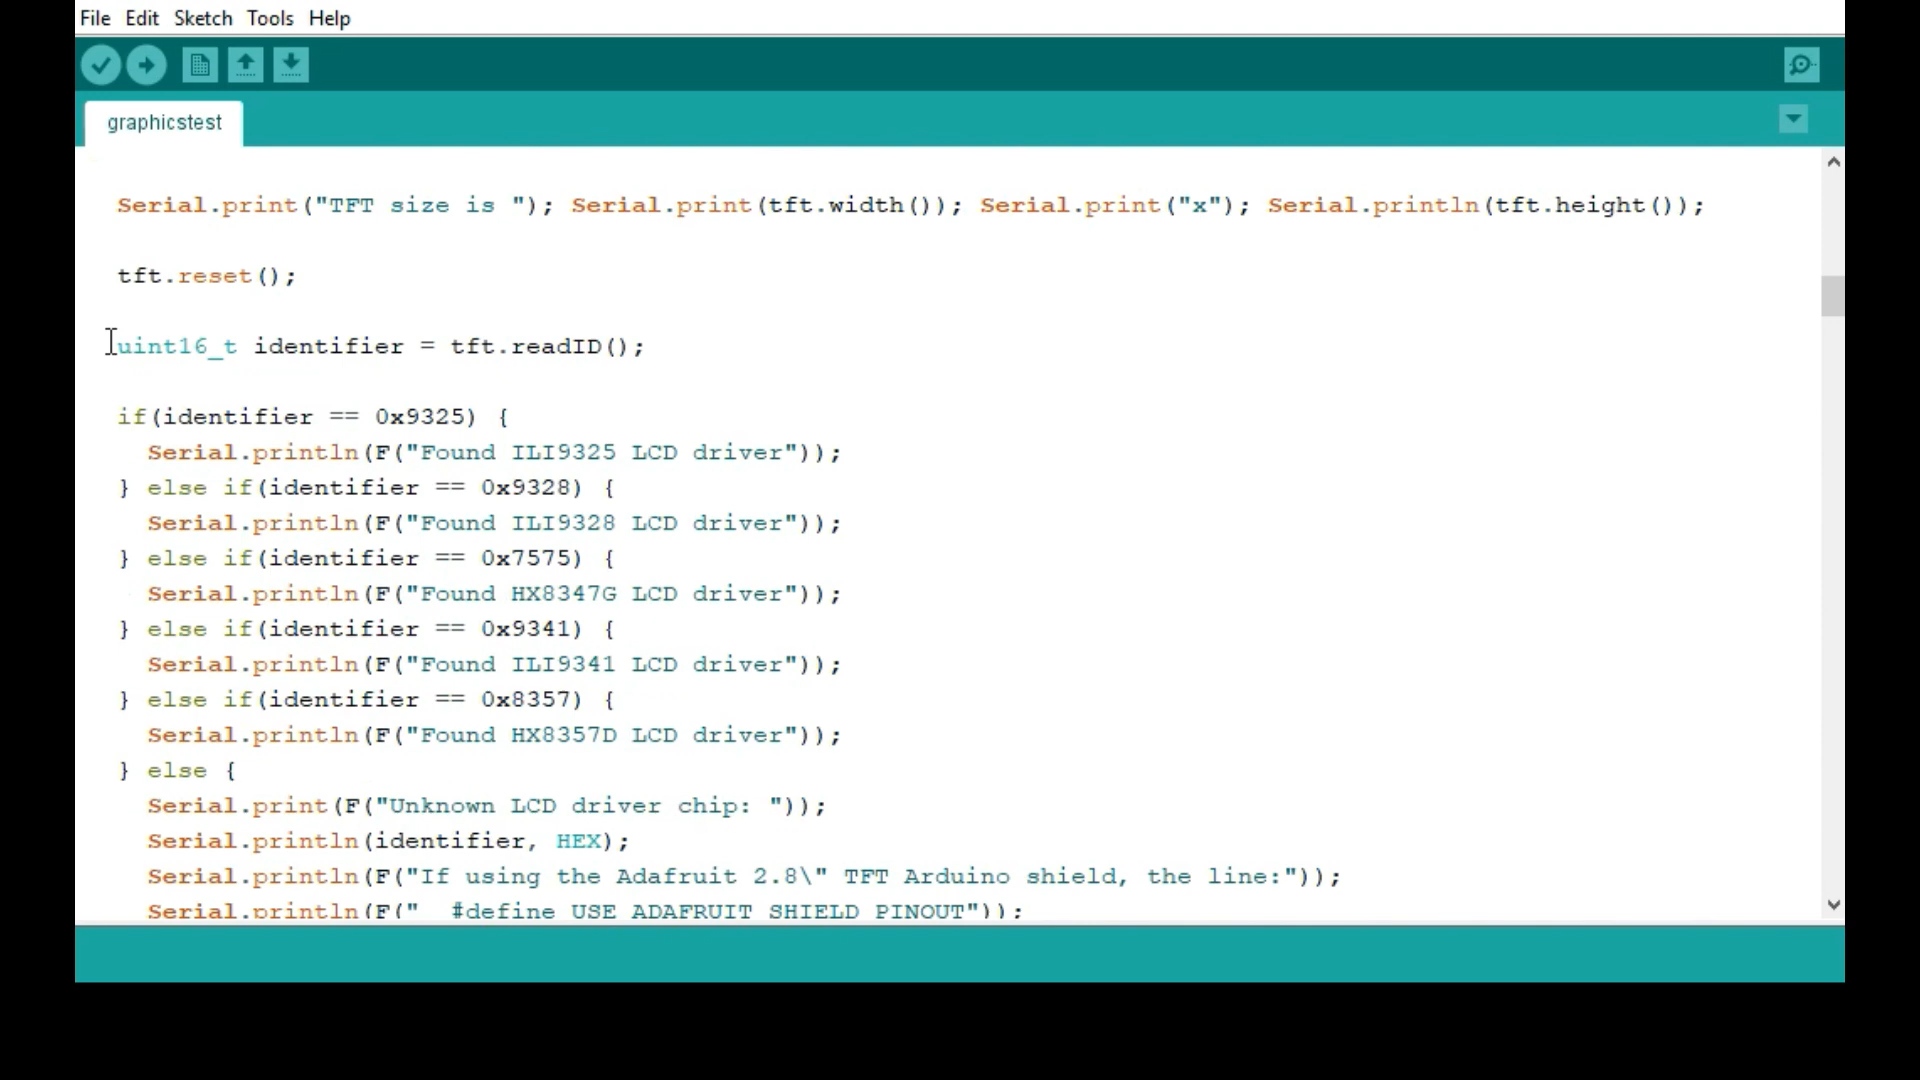 File Edit Sketch Tools Help
graphicstest
Serial.print("TFT size is "); Serial.print(tft.width()); Serial.print("x"); Serial.println(tft.height());
tft.reset();
uint16_t identifier = tft.readID();
if(identifier == 0x9325) {
Serial.println(F("Found ILI9325 LCD driver"));
} else if(identifier == 0x9328) {
Serial.println(F("Found ILI9328 LCD driver"));
} else if(identifier == 0x7575) {
Serial.println(F("Found HX8347G LCD driver"));
} else if(identifier == 0x9341) {
Serial.println(F("Found ILI9341 LCD driver"));
} else if(identifier == 0x8357) {
Serial.println(F("Found HX8357D LCD driver"));
} else {
Serial.print(F("Unknown LCD driver chip: "));
Serial.println(identifier, HEX);
Serial.println(F("If using the Adafruit 2.8\" TFT Arduino shield, the line:"));
Serial.println(F("  #define USE_ADAFRUIT_SHIELD_PINOUT"));